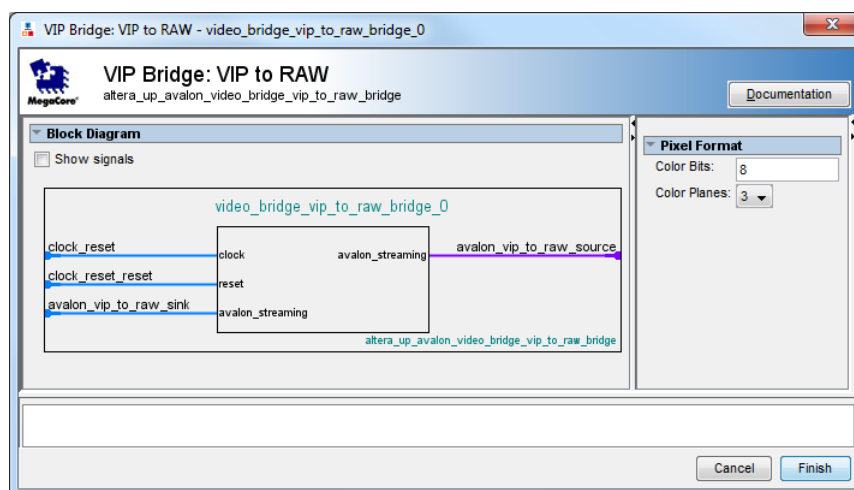 VIP Bridge: VIP to RAW - video_bridge_vip_to_raw_bridge_0
MegaCore®
VIP Bridge: VIP to RAW
altera_up_avalon_video_bridge_vip_to_raw_bridge
Documentation
Block Diagram
Show signals
video_bridge_vip_to_raw_bridge_0
clock_reset
clock
avalon_streaming
avalon_vip_to_raw_source
clock_reset_reset
reset
avalon_vip_to_raw_sink
avalon_streaming
altera_up_avalon_video_bridge_vip_to_raw_bridge
Pixel Format
Color Bits: 8
Color Planes: 3
Cancel Finish